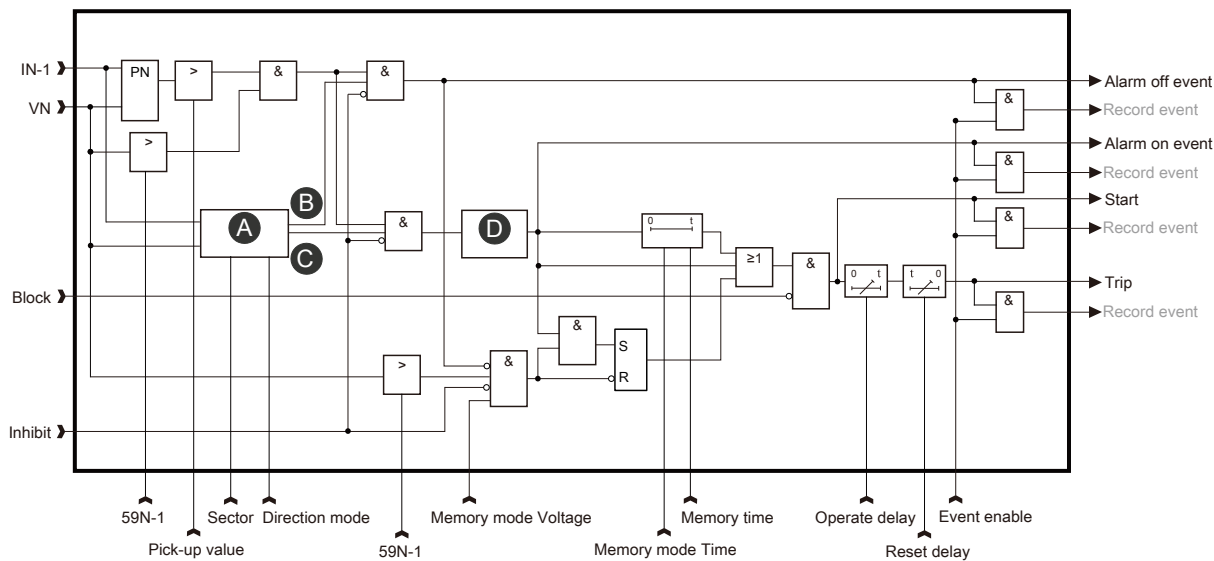 IN-1
PN
>
&
&
Alarm off event
VN
&
Record event
>
Alarm on event
&
Record event
B
Start
A
&
D
0 t
&
Record event
C
≥1
&
0 t
t 0
Trip
Block
&
Record event
&
S
>
&
R
Inhibit
59N-1
Sector
Direction mode
Memory mode Voltage
Memory time
Operate delay
Event enable
Pick-up value
59N-1
Memory mode Time
Reset delay